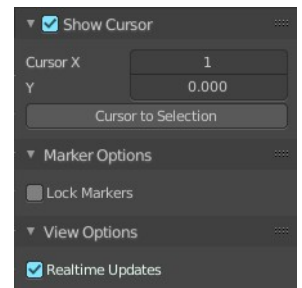 Show Cursor
Cursor X 1
Y 0.000
Cursor to Selection
Marker Options
Lock Markers
View Options
Realtime Updates